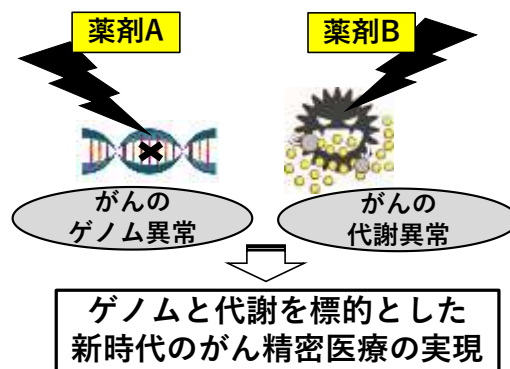 薬剤A
薬剤B
がんの
ゲノム異常
がんの
代謝異常
ゲノムと代謝を標的とした
新時代のがん精密医療の実現